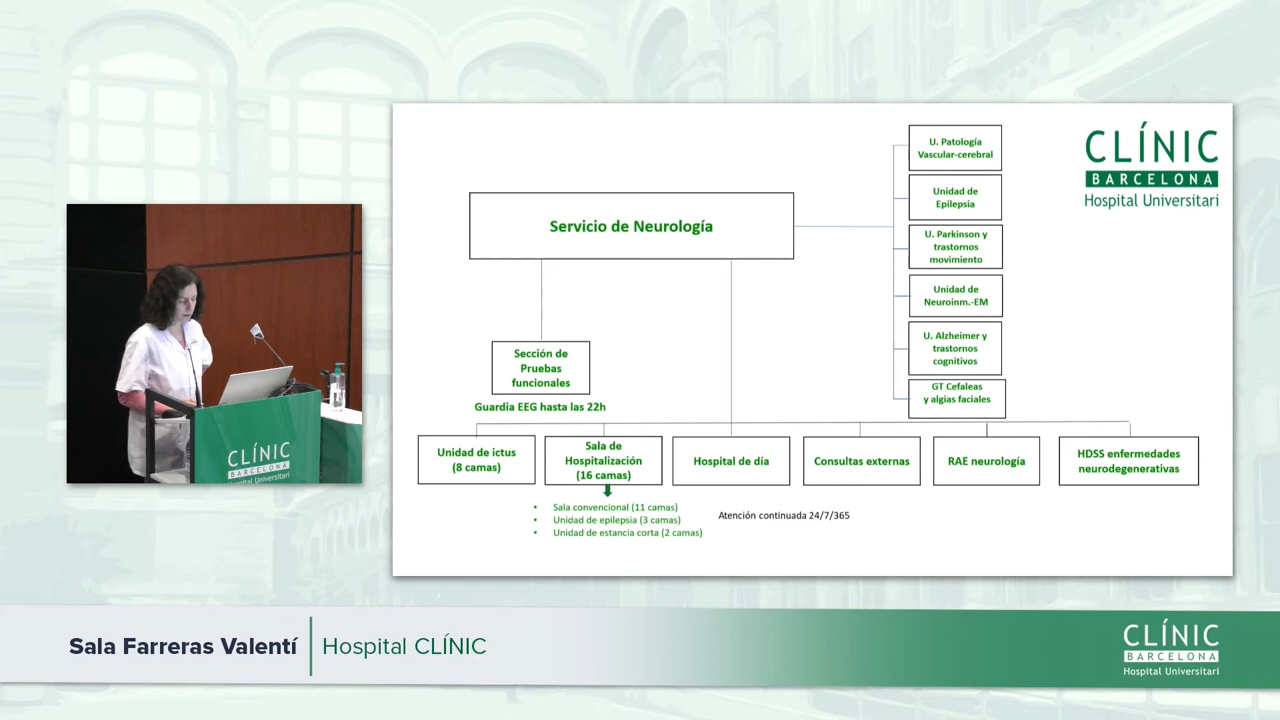 CLÍNIC
BARCELONA
Hospital Universitari
Servicio de Neurología
U. Patología
Vascular-cerebral
Unidad de
Epilepsia
U. Parkinson y
trastornos
movimiento
Unidad de
Neuroinm.-EM
U. Alzheimer y
trastornos
cognitivos
GT Cefaleas
y algias faciales
Sección de
Pruebas
funcionales
Guardia EEG hasta las 22h
Unidad de ictus
(8 camas)
Sala de
Hospitalización
(16 camas)
Hospital de día
Consultas externas
RAE neurología
HDSS enfermedades
neurodegenerativas
• Sala convencional (11 camas)
• Unidad de epilepsia (3 camas)
• Unidad de estancia corta (2 camas)
Atención continuada 24/7/365
CLÍNIC
BARCELONA
Hospital Universitari
Sala Farreras Valentí
Hospital CLÍNIC
CLÍNIC
BARCELONA
Hospital Universitari